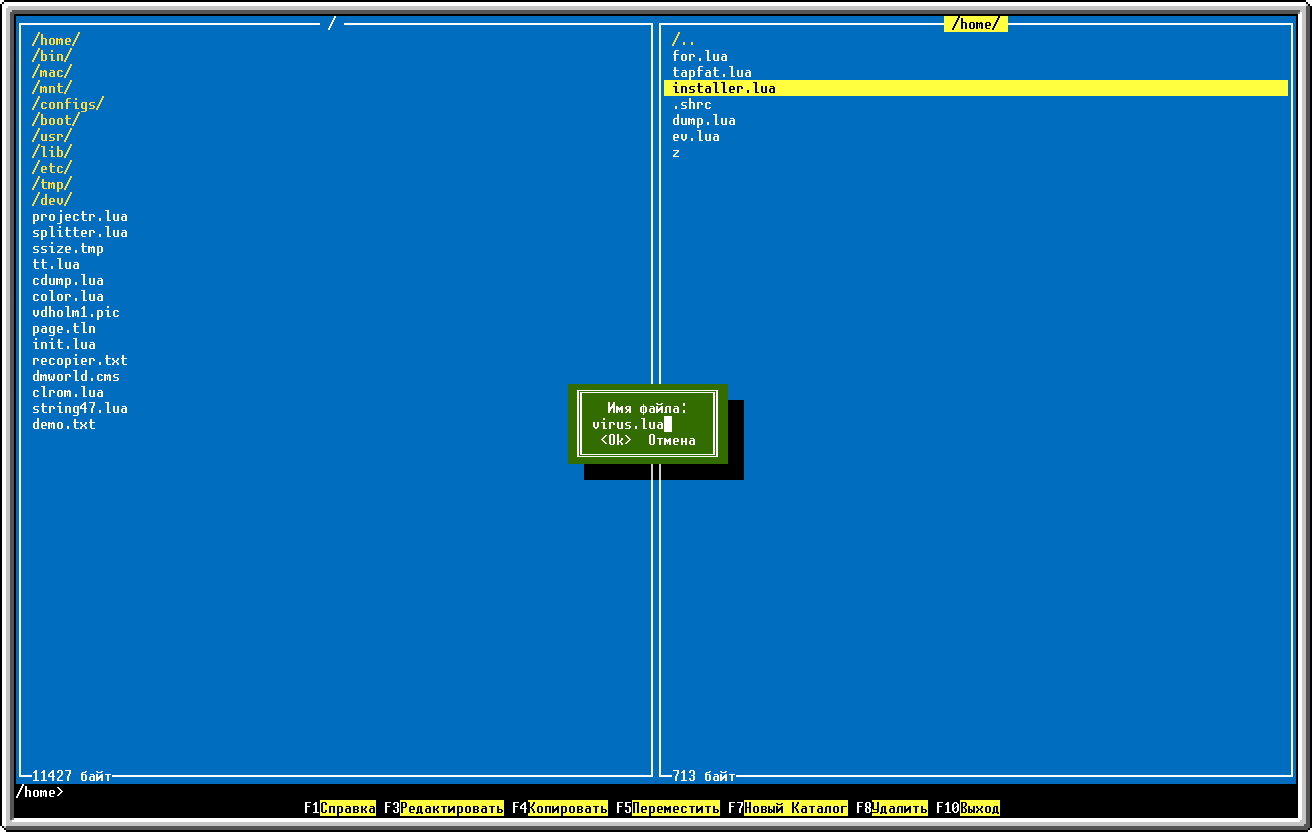 /
/home/
/bin/
/mac/
/mnt/
/configs/
/boot/
/usr/
/lib/
/etc/
/tmp/
/dev/
projectr.lua
splitter.lua
ssize.tmp
tt.lua
cdump.lua
color.lua
vdholm1.pic
page.tln
init.lua
recopier.txt
dmworld.cms
clrom.lua
string47.lua
demo.txt
11427 байт
/home/
/..
for.lua
tapfat.lua
installer.lua
.shrc
dump.lua
ev.lua
z
713 байт
Имя файла:
virus.lua
<Ok> Отмена
/home>
F1Справка F3Редактировать F4Копировать F5Переместить F7Новый Каталог F8Удалить F10Выход